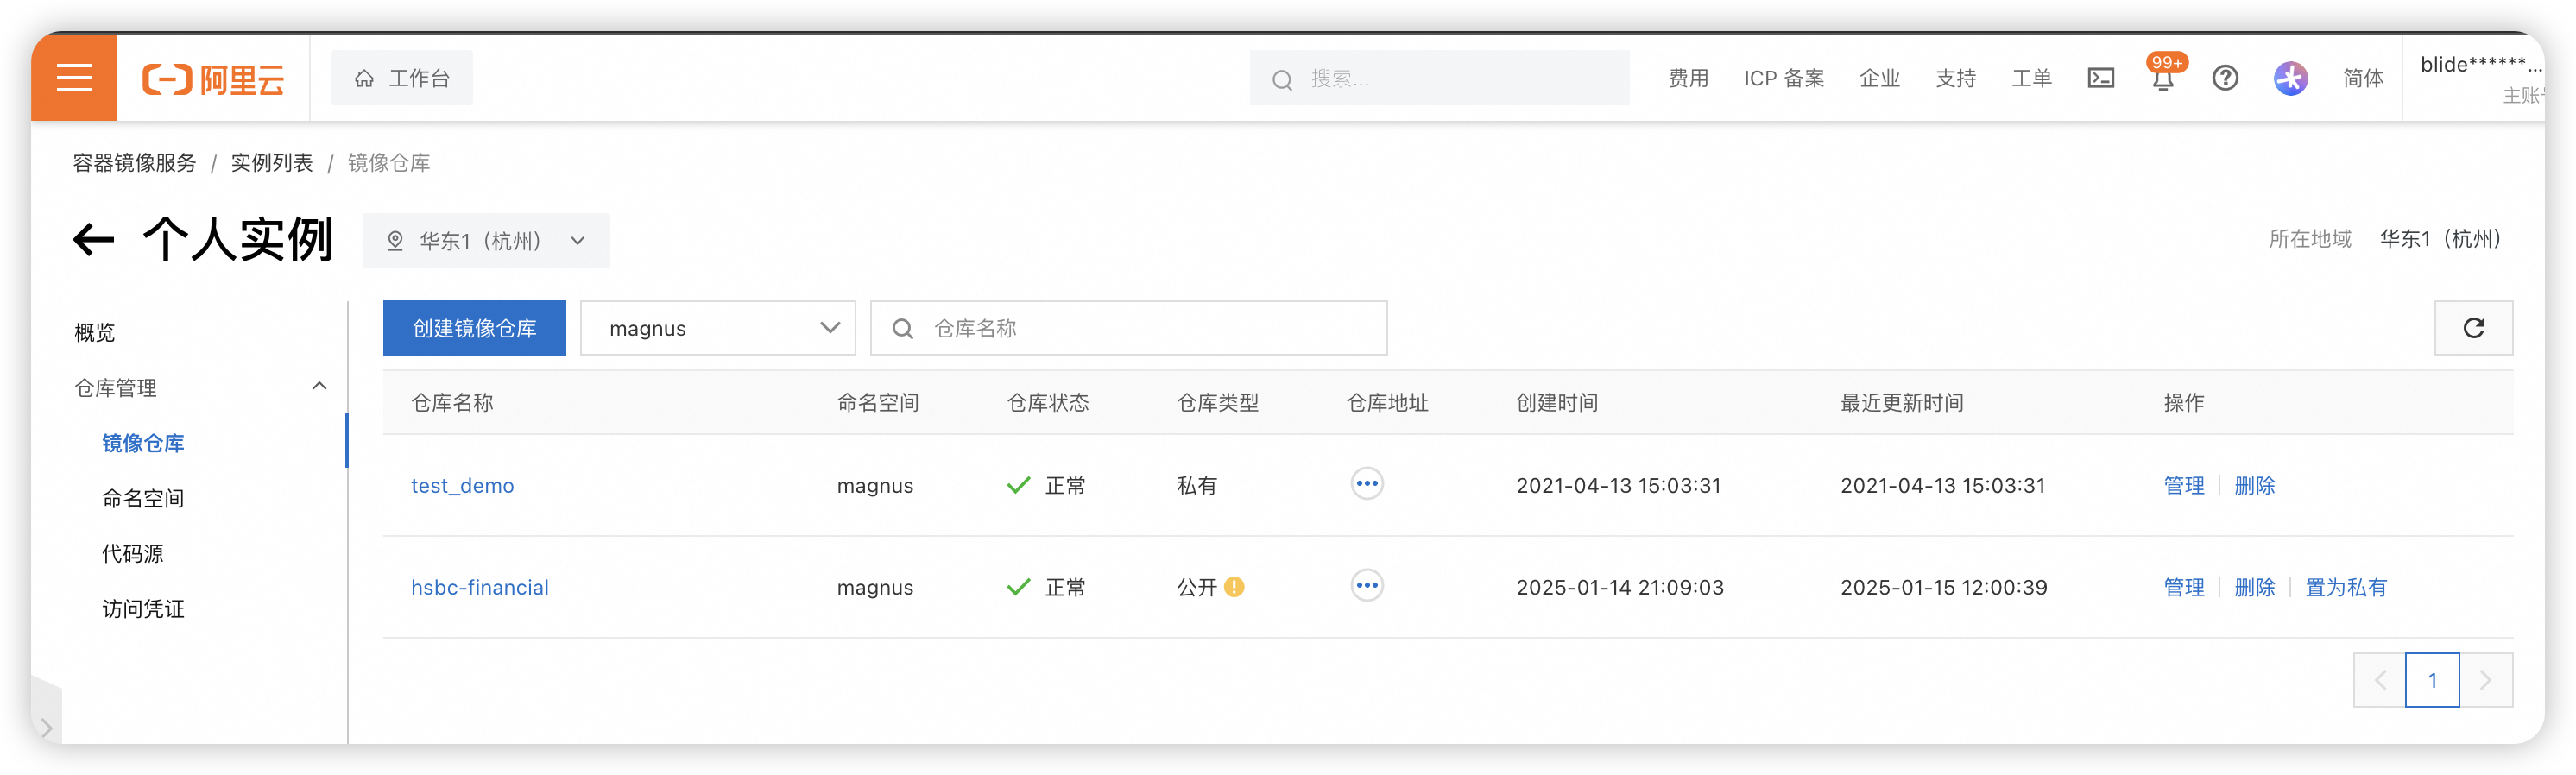 阿里云 工作台 搜索... 费用 ICP 备案 企业 支持 工单 99+ 简体 blide******...
主账
容器镜像服务 / 实例列表 / 镜像仓库
个人实例 华东1（杭州） 所在地域 华东1（杭州）
概览
仓库管理
镜像仓库
命名空间
代码源
访问凭证
创建镜像仓库 magnus 仓库名称
仓库名称 命名空间 仓库状态 仓库类型 仓库地址 创建时间 最近更新时间 操作
test_demo magnus 正常 私有 2021-04-13 15:03:31 2021-04-13 15:03:31 管理 删除
hsbc-financial magnus 正常 公开 2025-01-14 21:09:03 2025-01-15 12:00:39 管理 删除 置为私有
1